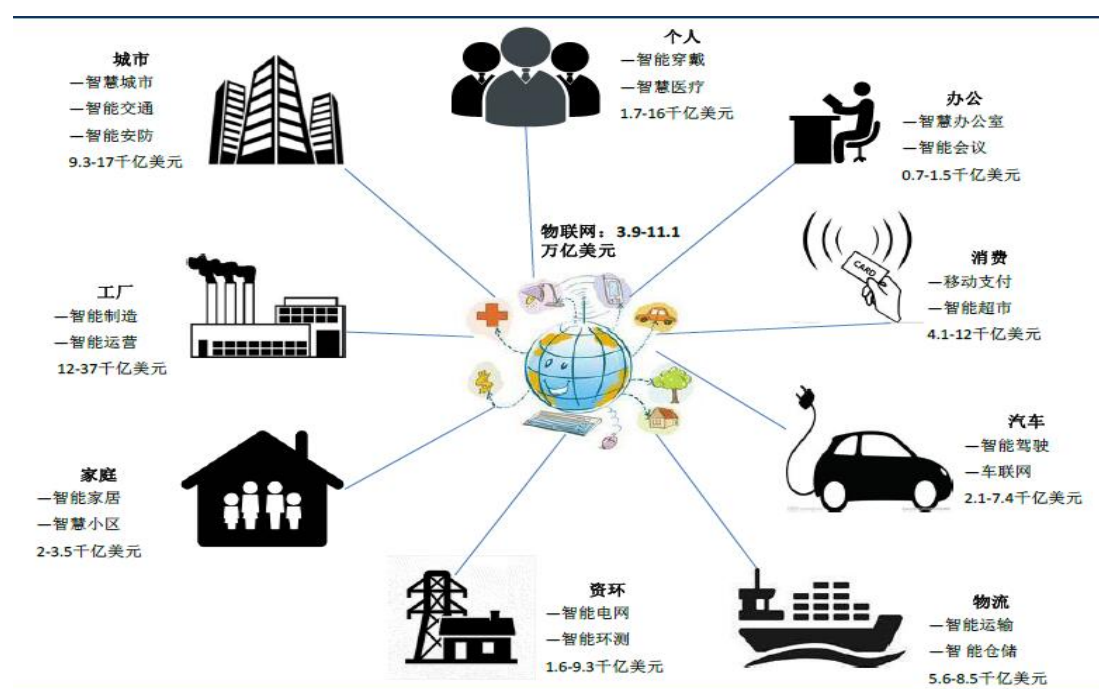 城市
—智慧城市
—智能交通
—智能安防
9.3-17千亿美元
个人
—智能穿戴
—智慧医疗
1.7-16千亿美元
办公
—智慧办公室
—智能会议
0.7-1.5千亿美元
物联网：3.9-11.1
万亿美元
工厂
—智能制造
—智能运营
12-37千亿美元
CARD
消费
—移动支付
—智能超市
4.1-12千亿美元
家庭
—智能家居
—智慧小区
2-3.5千亿美元
汽车
—智能驾驶
—车联网
2.1-7.4千亿美元
资环
—智能电网
—智能环测
1.6-9.3千亿美元
物流
—智能运输
—智 能仓储
5.6-8.5千亿美元